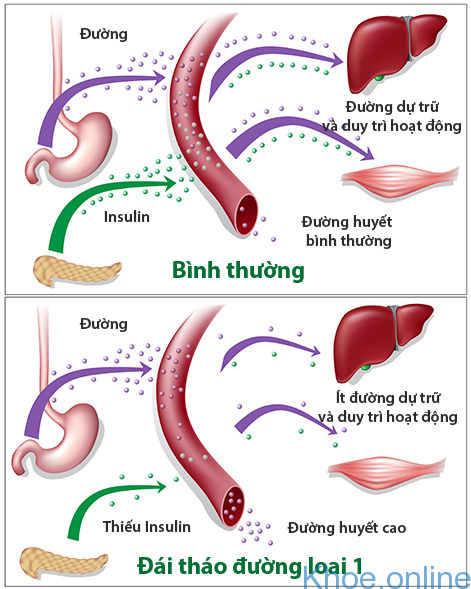 Đường
Đường dự trữ
và duy trì hoạt động
Insulin
Đường huyết
bình thường
Bình thường
Đường
Ít đường dự trữ
và duy trì hoạt động
Thiếu Insulin
Đường huyết cao
Đái tháo đường loại 1
Khoe.online